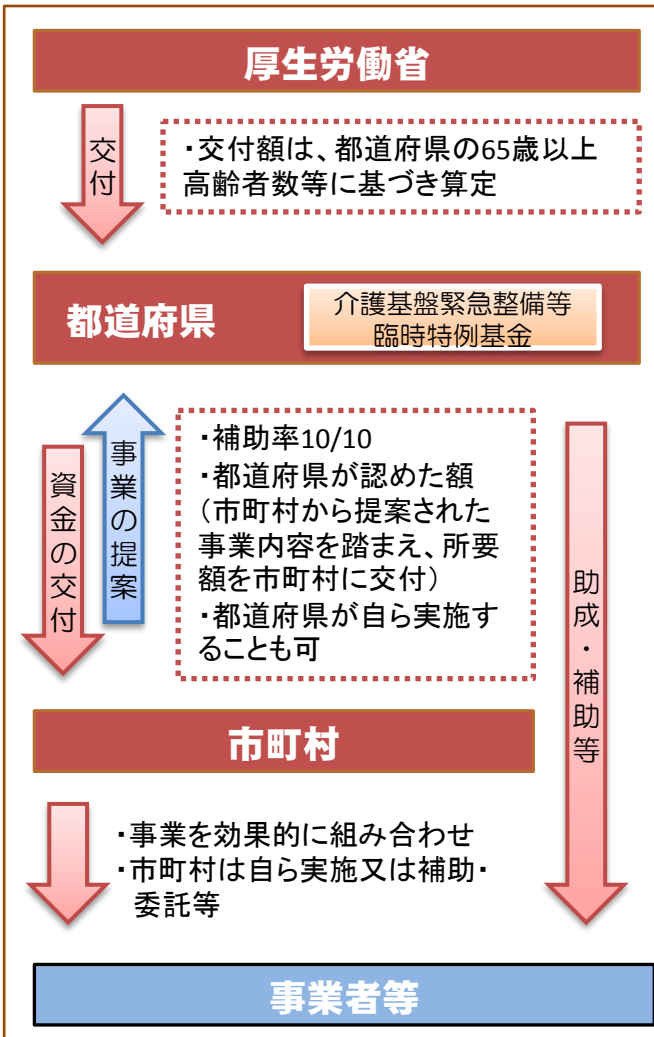 厚生労働省
交付
・交付額は、都道府県の65歳以上
高齢者数等に基づき算定
都道府県
介護基盤緊急整備等
臨時特例基金
資金の交付
事業の提案
・補助率10/10
・都道府県が認めた額
（市町村から提案された
事業内容を踏まえ、所要
額を市町村に交付）
・都道府県が自ら実施す
ることも可
助成・補助等
市町村
・事業を効果的に組み合わせ
・市町村は自ら実施又は補助・
委託等
事業者等